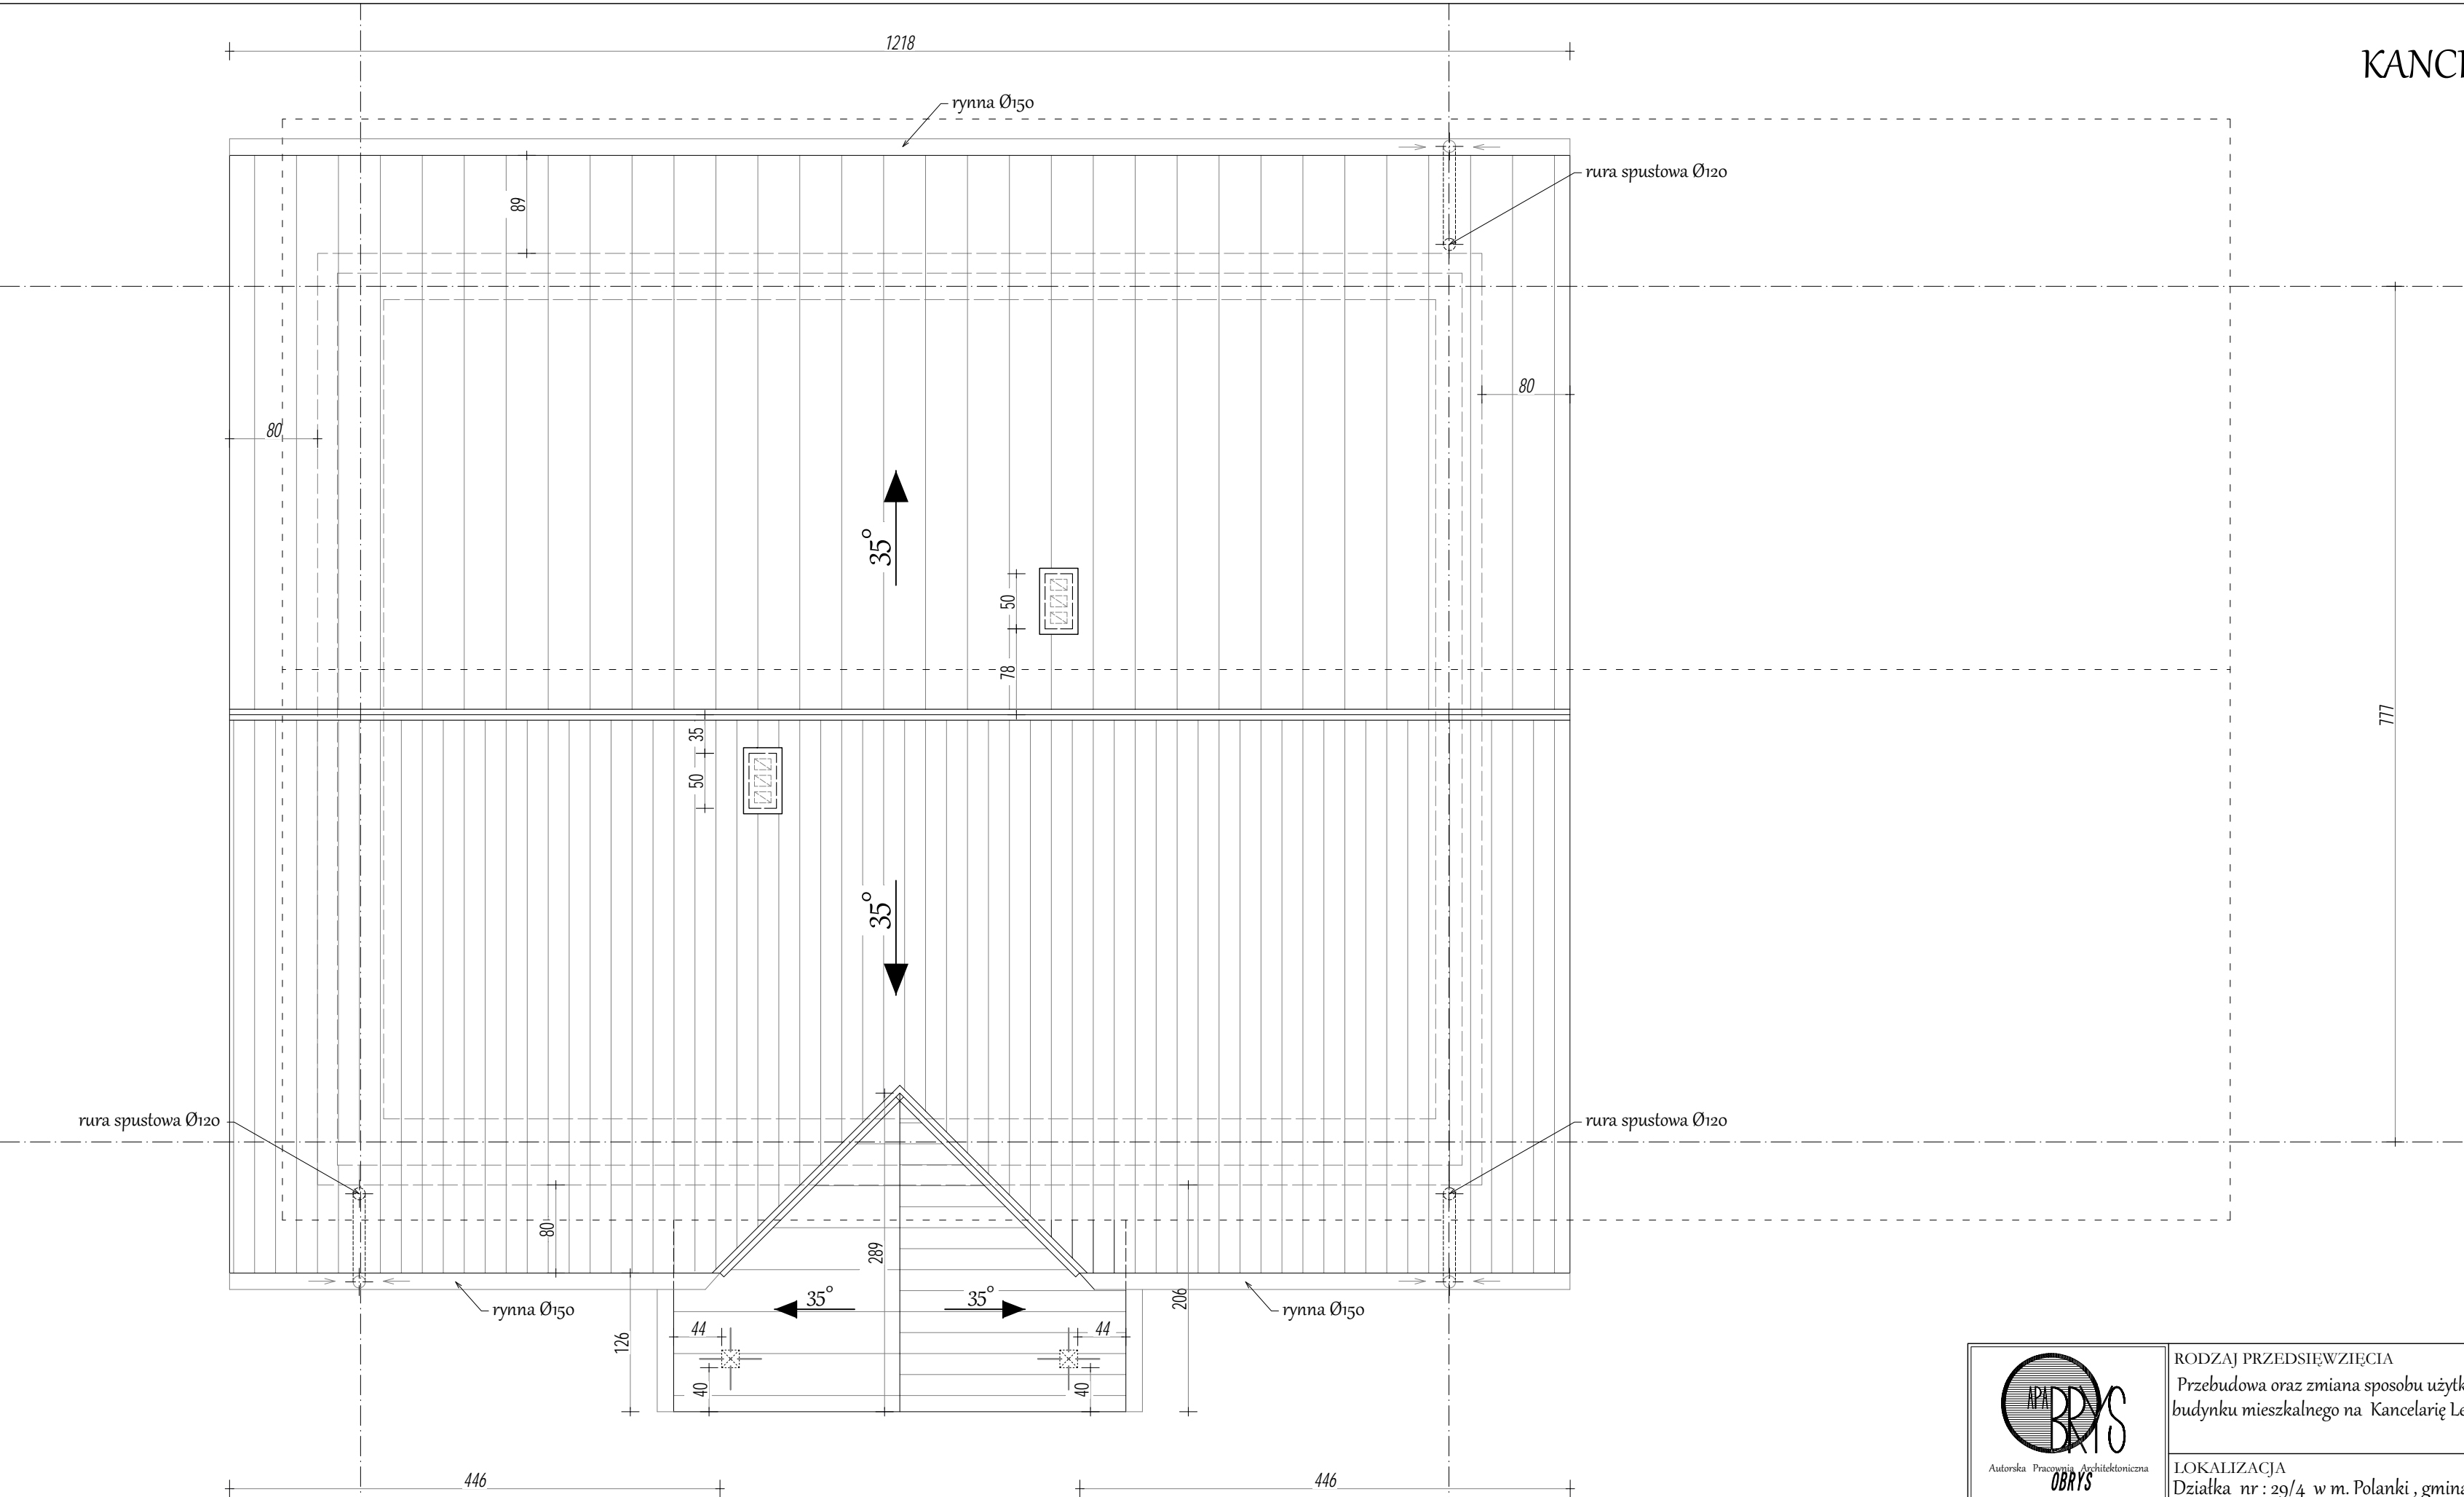 1218
KANC
rynna Ø150
rura spustowa Ø120
89
80
80
35°
50
78
777
35
50
35°
rura spustowa Ø120
rura spustowa Ø120
80
289
206
126
35°
35°
rynna Ø150
rynna Ø150
44
44
40
40
446
446
APA
BRYS
Autorska Pracownia Architektoniczna
OBRYS
RODZAJ PRZEDSIĘWZIĘCIA
Przebudowa oraz zmiana sposobu użytk
budynku mieszkalnego na Kancelarię Le
LOKALIZACJA
Działka nr : 29/4 w m. Polanki , gmina